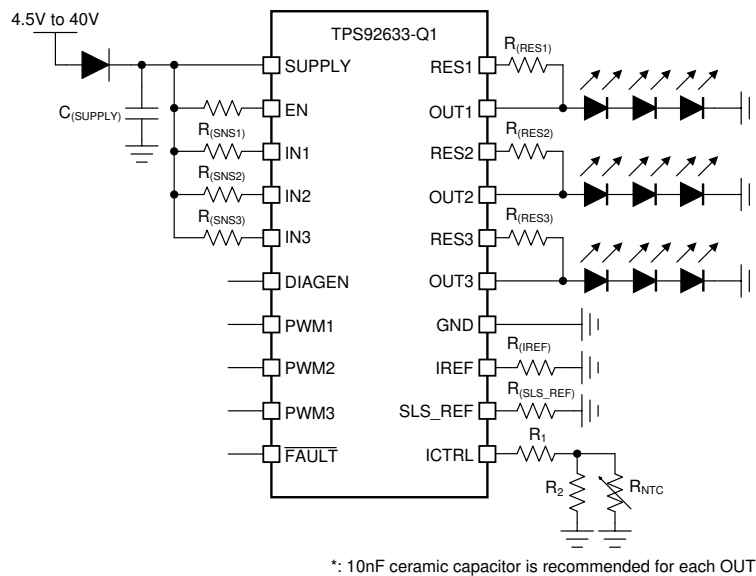 4.5V to 40V
TPS92633-Q1
C(SUPPLY)
R(SNS1)
R(SNS2)
R(SNS3)
SUPPLY
EN
IN1
IN2
IN3
DIAGEN
PWM1
PWM2
PWM3
FAULT
RES1
OUT1
RES2
OUT2
RES3
OUT3
GND
IREF
SLS_REF
ICTRL
R(RES1)
R(RES2)
R(RES3)
R(IREF)
R(SLS_REF)
R1
R2
RNTC
*: 10nF ceramic capacitor is recommended for each OUT